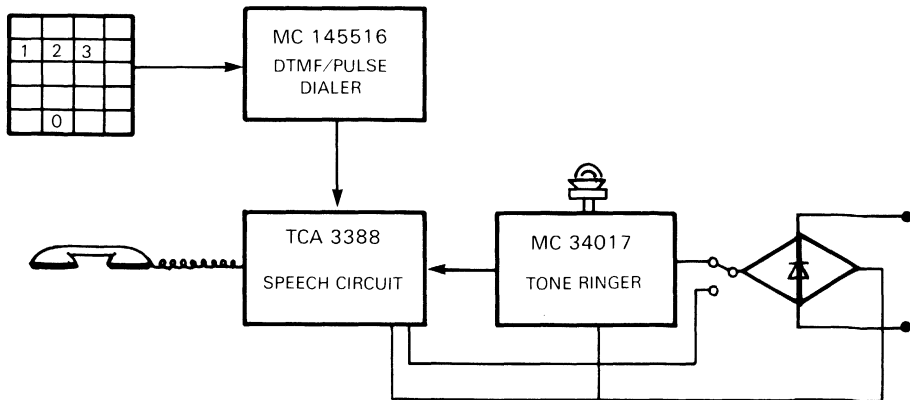 MC 145516
DTMF/PULSE
DIALER
1 2 3
0
TCA 3388
SPEECH CIRCUIT
MC 34017
TONE RINGER